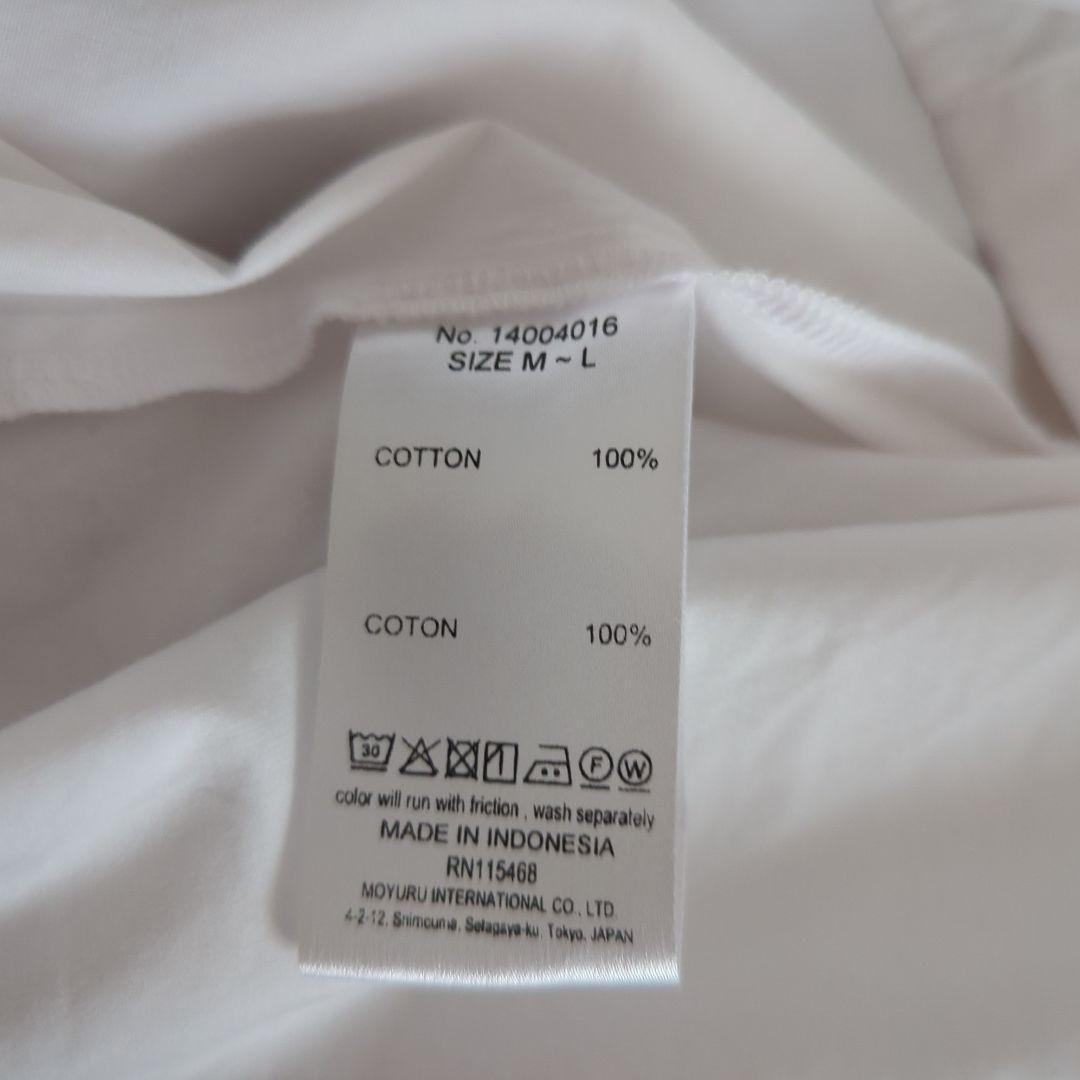 No. 14004016
SIZE M ~ L
COTTON 100%
COTON 100%
30 F W
color will run with friction , wash separately
MADE IN INDONESIA
RN115468
MOYURU INTERNATIONAL CO., LTD.
4-2-12, Shimouma, Setagaya-ku, Tokyo, JAPAN